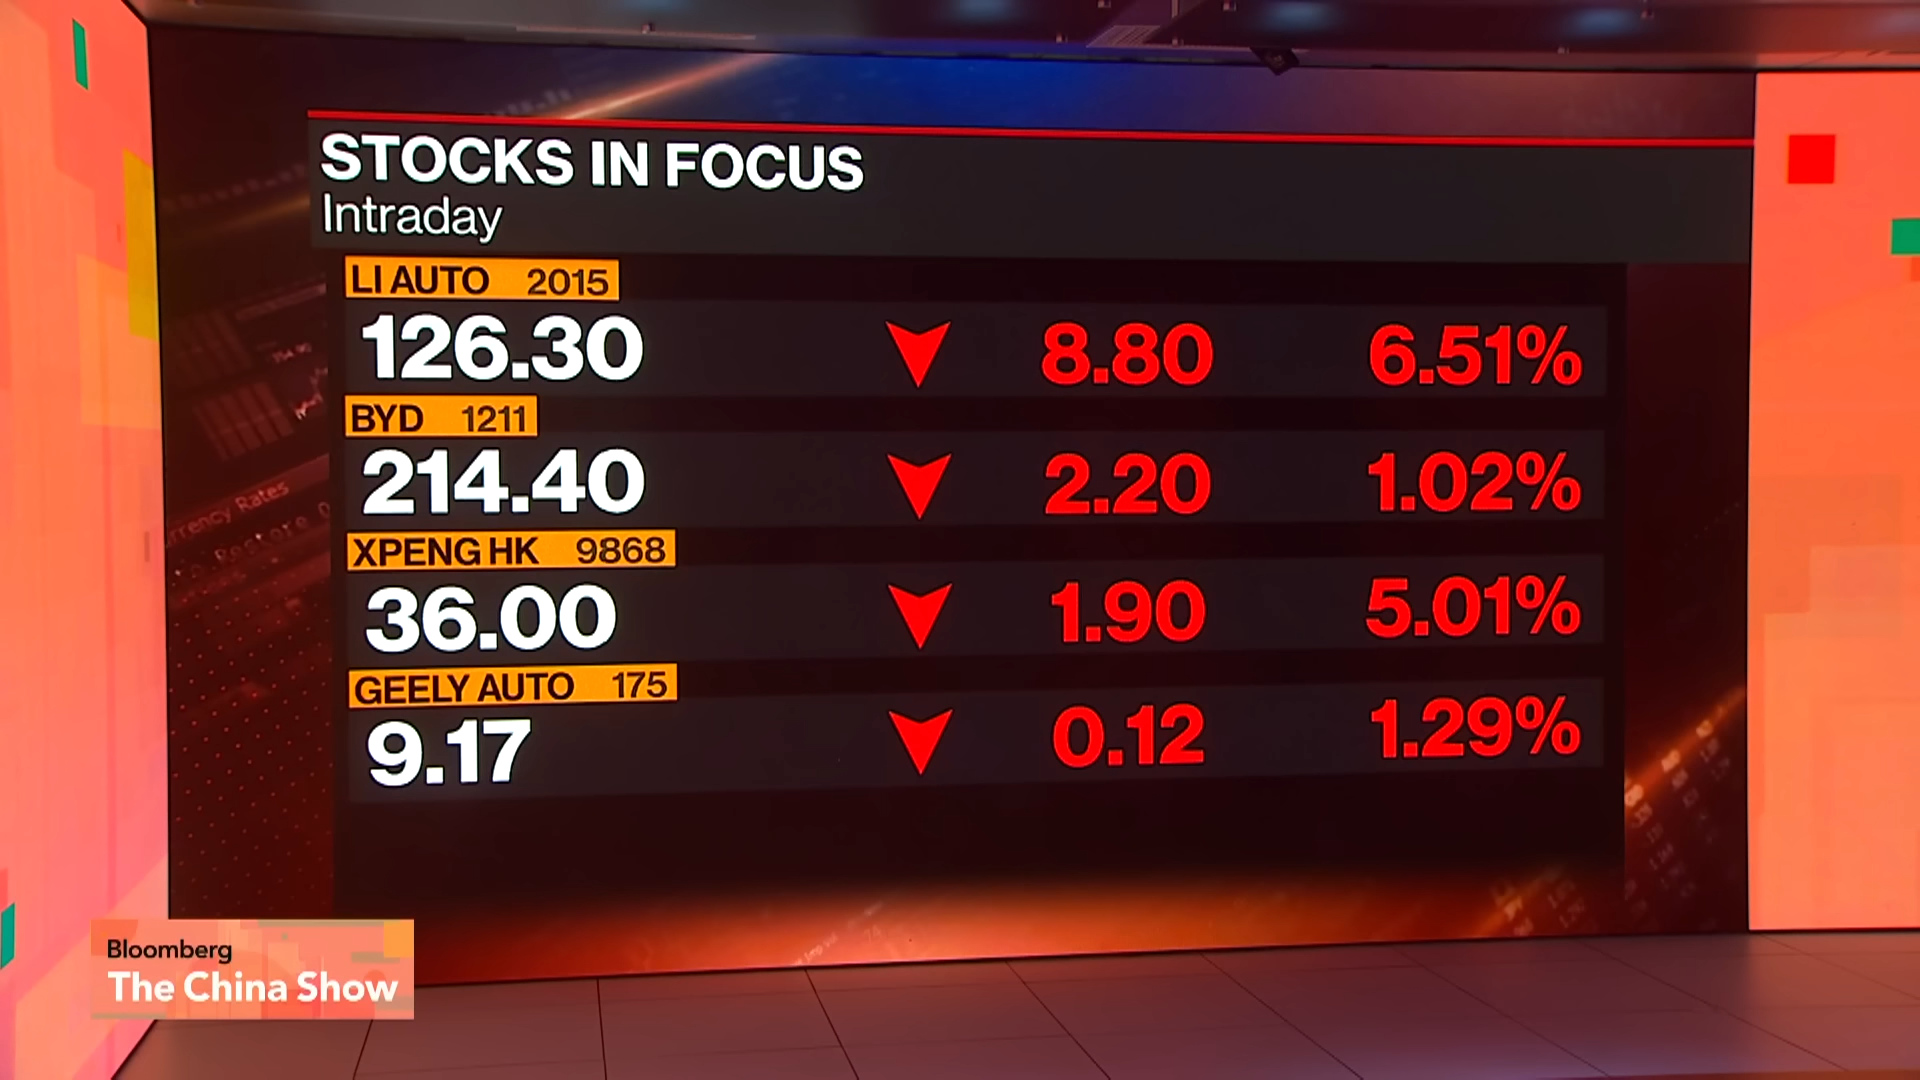 STOCKS IN FOCUS
Intraday
LI AUTO 2015
126.30 ▼ 8.80 6.51%
BYD 1211
214.40 ▼ 2.20 1.02%
XPENG HK 9868
36.00 ▼ 1.90 5.01%
GEELY AUTO 175
9.17 ▼ 0.12 1.29%
rrency Rates
Bloomberg
The China Show